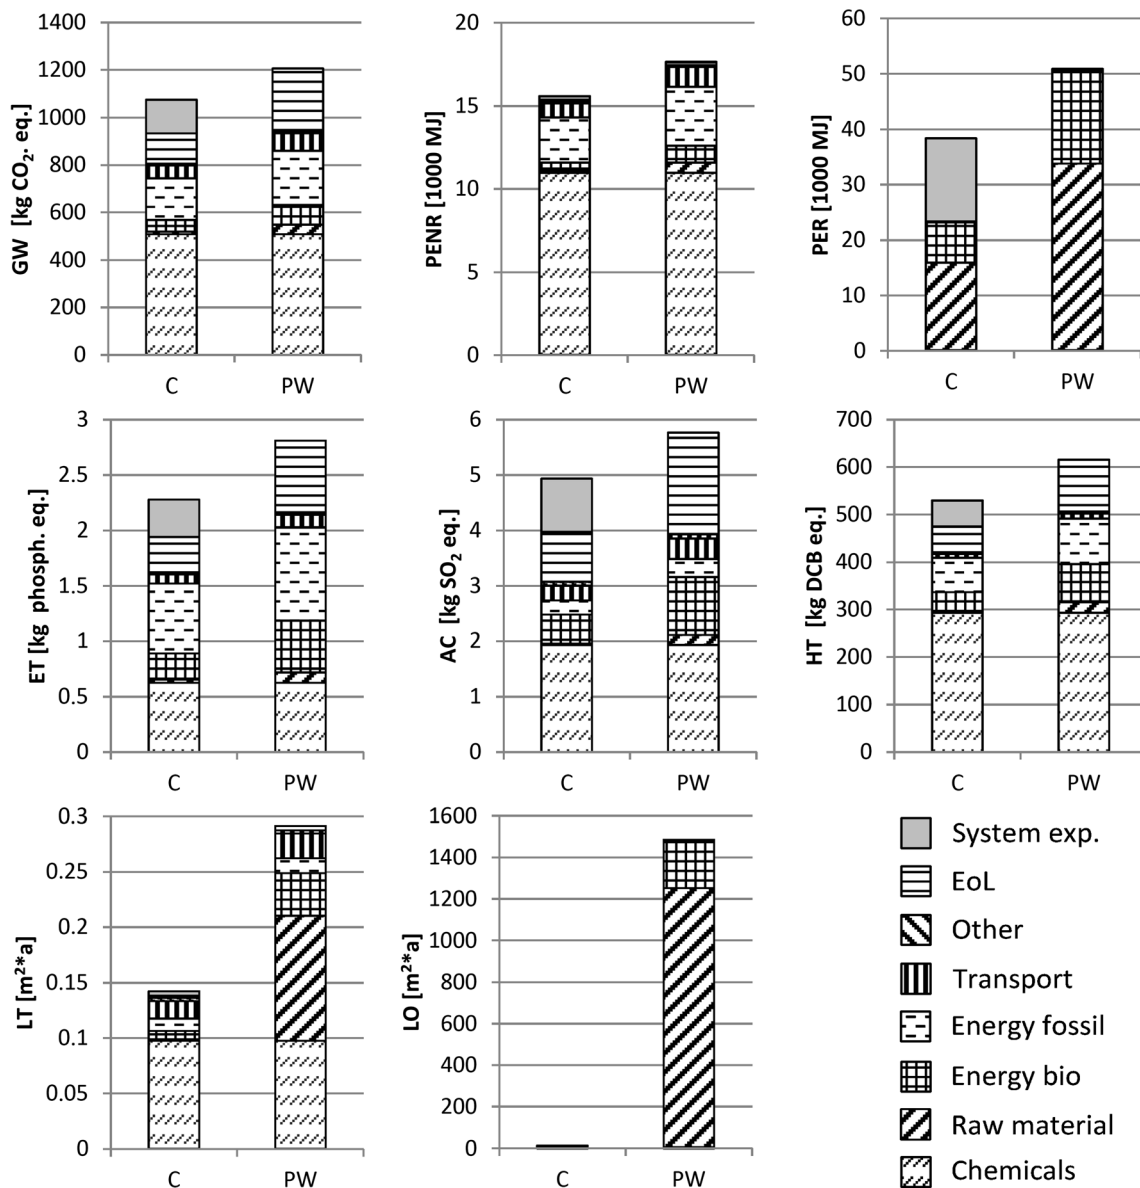 GW [kg CO₂. eq.]
1400
1200
1000
800
600
400
200
0
C PW
PENR [1000 MJ]
20
15
10
5
0
C PW
PER [1000 MJ]
60
50
40
30
20
10
0
C PW
ET [kg phosph. eq.]
3
2.5
2
1.5
1
0.5
0
C PW
AC [kg SO₂ eq.]
6
5
4
3
2
1
0
C PW
HT [kg DCB eq.]
700
600
500
400
300
200
100
0
C PW
LT [m²*a]
0.3
0.25
0.2
0.15
0.1
0.05
0
C PW
LO [m²*a]
1600
1400
1200
1000
800
600
400
200
0
C PW
System exp.
EoL
Other
Transport
Energy fossil
Energy bio
Raw material
Chemicals